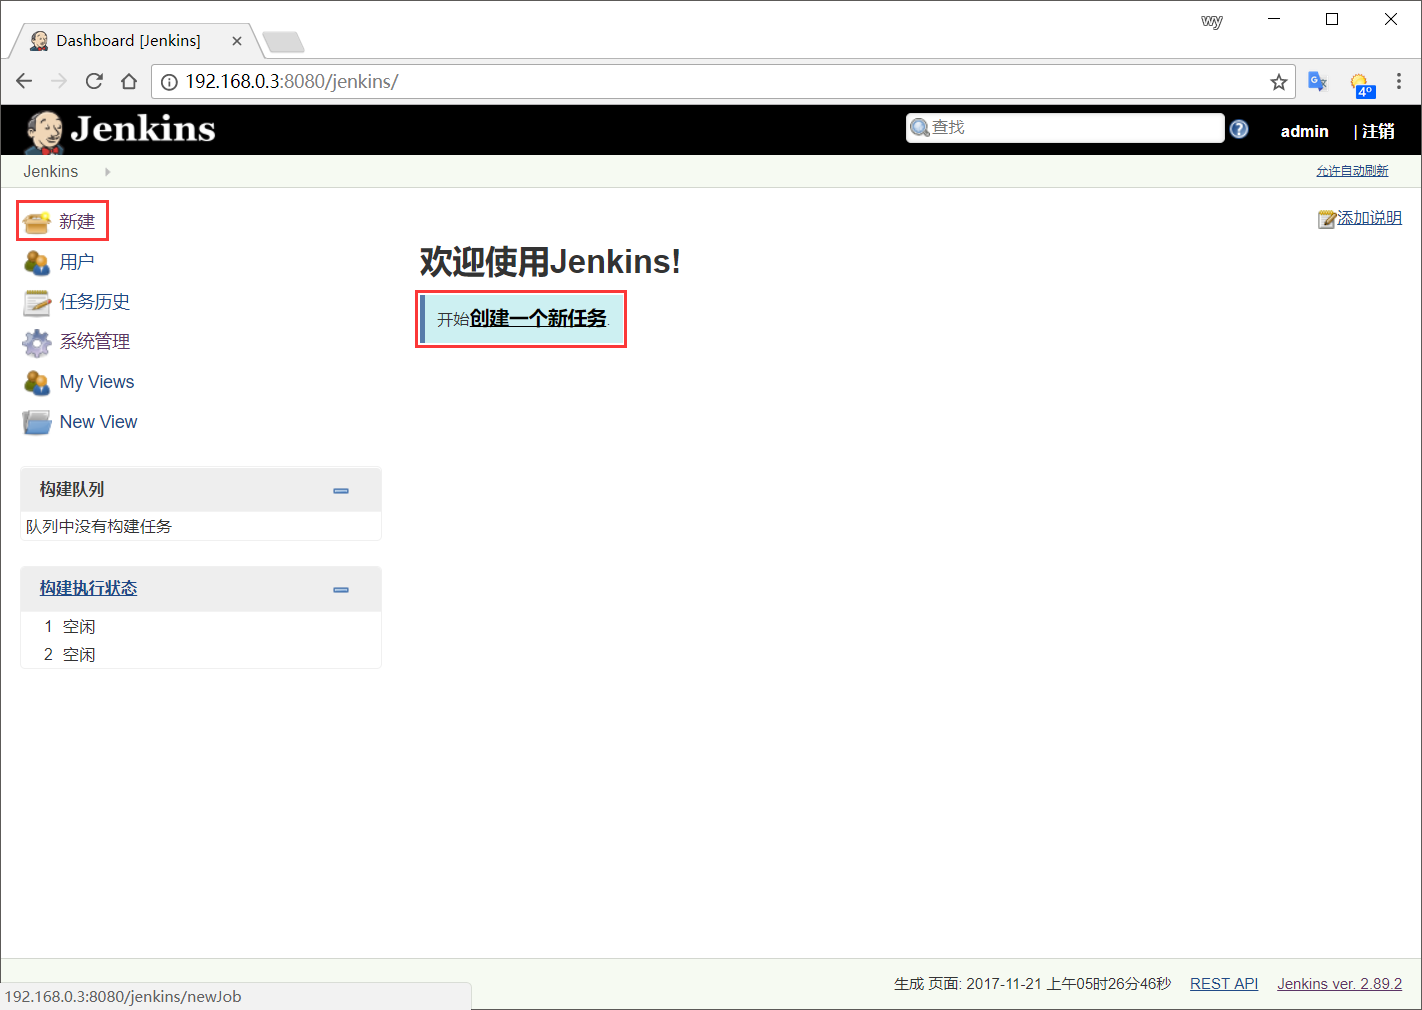 wy
Dashboard [Jenkins]
192.168.0.3:8080/jenkins/
4°
Jenkins
查找
admin
| 注销
Jenkins
允许自动刷新
新建
添加说明
用户
欢迎使用Jenkins!
任务历史
开始创建一个新任务.
系统管理
My Views
New View
构建队列
队列中没有构建任务
构建执行状态
1 空闲
2 空闲
生成 页面: 2017-11-21 上午05时26分46秒 REST API Jenkins ver. 2.89.2
192.168.0.3:8080/jenkins/newJob